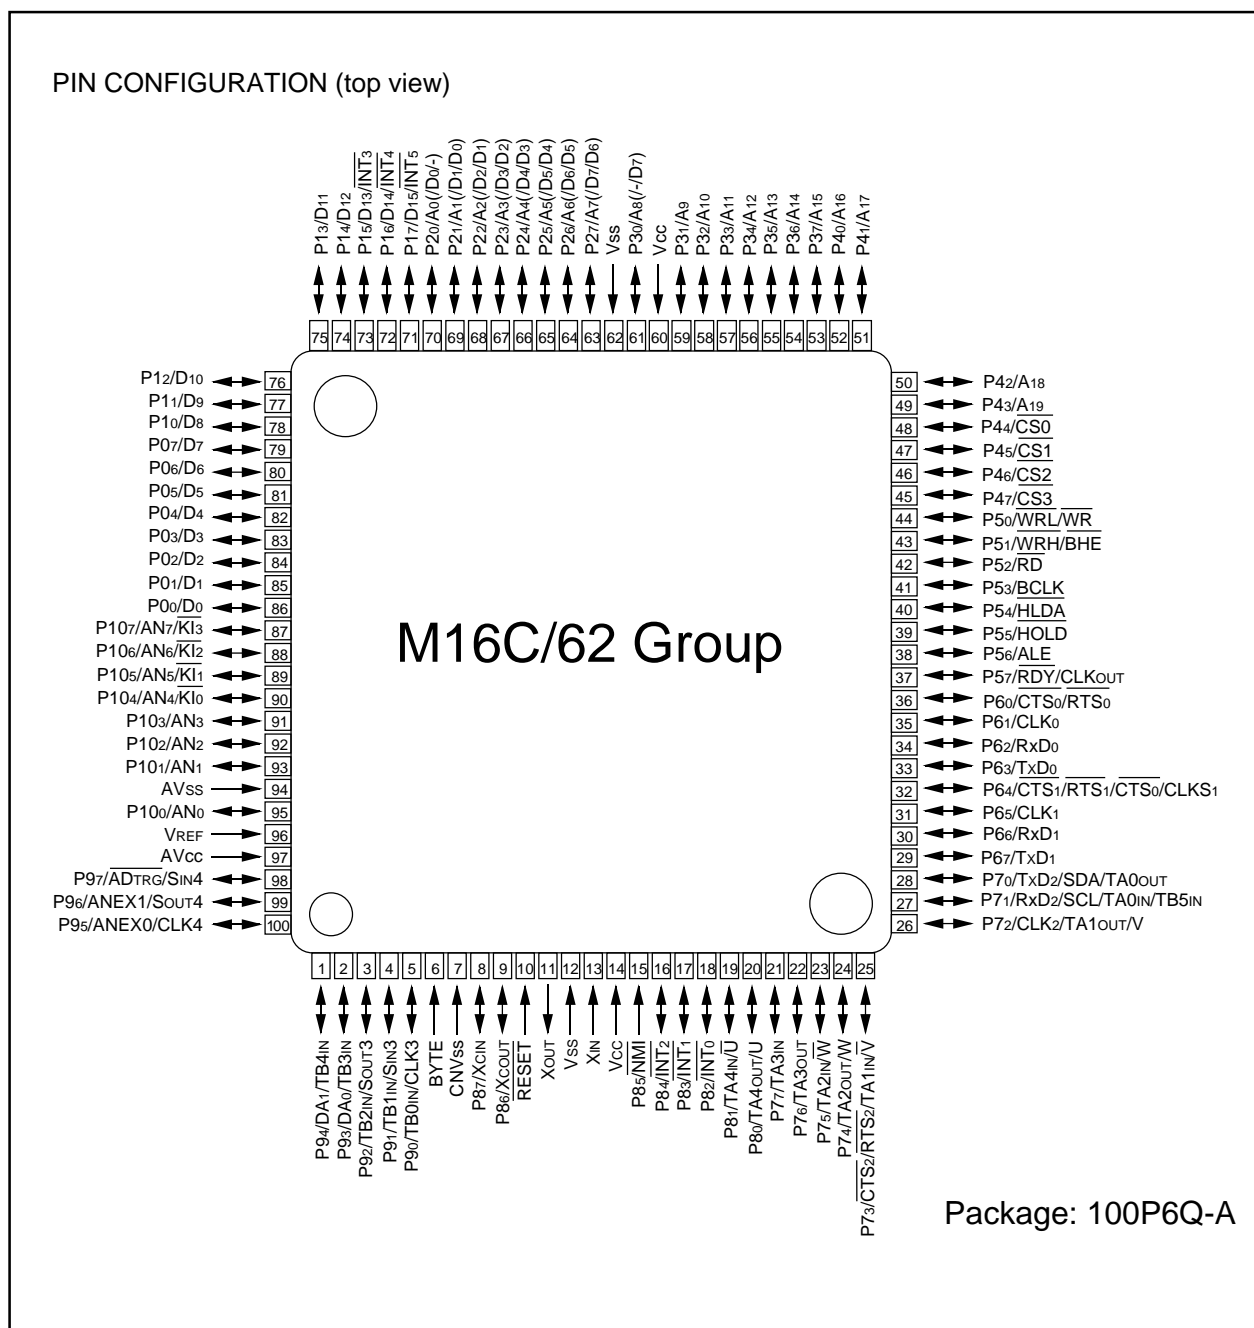 PIN CONFIGURATION (top view)
P13/D11
P14/D12
P15/D13/INT3
P16/D14/INT4
P17/D15/INT5
P20/A0(/D0/-)
P21/A1(/D1/D0)
P22/A2(/D2/D1)
P23/A3(/D3/D2)
P24/A4(/D4/D3)
P25/A5(/D5/D4)
P26/A6(/D6/D5)
P27/A7(/D7/D6)
Vss
P30/A8(/-/D7)
Vcc
P31/A9
P32/A10
P33/A11
P34/A12
P35/A13
P36/A14
P37/A15
P40/A16
P41/A17
75 74 73 72 71 70 69 68 67 66 65 64 63 62 61 60 59 58 57 56 55 54 53 52 51
P12/D10 76
P11/D9 77
P10/D8 78
P07/D7 79
P06/D6 80
P05/D5 81
P04/D4 82
P03/D3 83
P02/D2 84
P01/D1 85
P00/D0 86
P107/AN7/KI3 87
P106/AN6/KI2 88
P105/AN5/KI1 89
P104/AN4/KI0 90
P103/AN3 91
P102/AN2 92
P101/AN1 93
AVss 94
P100/AN0 95
VREF 96
AVcc 97
P97/ADTRG/SIN4 98
P96/ANEX1/SOUT4 99
P95/ANEX0/CLK4 100
M16C/62 Group
50 P42/A18
49 P43/A19
48 P44/CS0
47 P45/CS1
46 P46/CS2
45 P47/CS3
44 P50/WRL/WR
43 P51/WRH/BHE
42 P52/RD
41 P53/BCLK
40 P54/HLDA
39 P55/HOLD
38 P56/ALE
37 P57/RDY/CLKOUT
36 P60/CTS0/RTS0
35 P61/CLK0
34 P62/RxD0
33 P63/TxD0
32 P64/CTS1/RTS1/CTS0/CLKS1
31 P65/CLK1
30 P66/RxD1
29 P67/TxD1
28 P70/TxD2/SDA/TA0OUT
27 P71/RxD2/SCL/TA0IN/TB5IN
26 P72/CLK2/TA1OUT/V
1 2 3 4 5 6 7 8 9 10 11 12 13 14 15 16 17 18 19 20 21 22 23 24 25
P94/DA1/TB4IN
P93/DA0/TB3IN
P92/TB2IN/SOUT3
P91/TB1IN/SIN3
P90/TB0IN/CLK3
BYTE
CNVss
P87/XCIN
P86/XCOUT
RESET
XOUT
Vss
XIN
Vcc
P85/NMI
P84/INT2
P83/INT1
P82/INT0
P81/TA4IN/U
P80/TA4OUT/U
P77/TA3IN
P76/TA3OUT
P75/TA2IN/W
P74/TA2OUT/W
P73/CTS2/RTS2/TA1IN/V
Package: 100P6Q-A